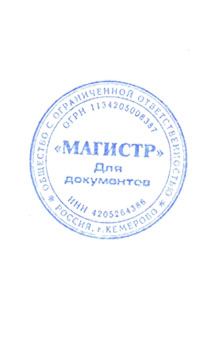 ОБЩЕСТВО С ОГРАНИЧЕННОЙ ОТВЕТСТВЕННОСТЬЮ
ОГРН 1134205008387
«МАГИСТР»
Для
документов
ИНН 4205264386
* РОССИЯ, г. КЕМЕРОВО *